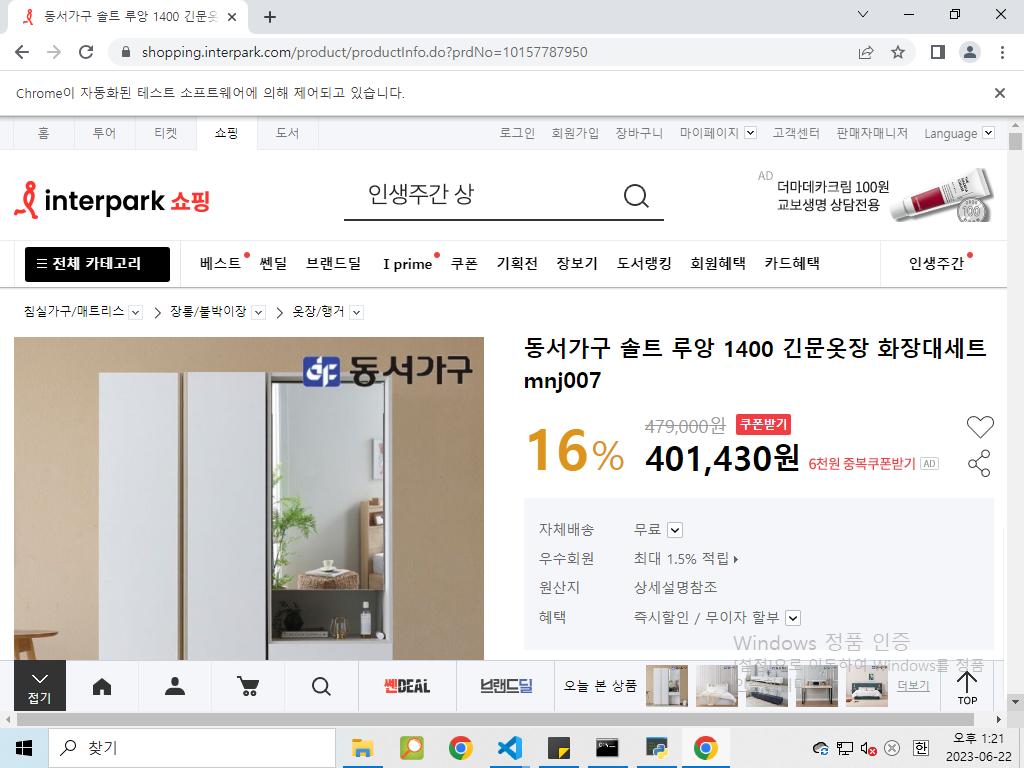 동서가구 솔트 루앙 1400 긴문옷
shopping.interpark.com/product/productInfo.do?prdNo=10157787950
Chrome이 자동화된 테스트 소프트웨어에 의해 제어되고 있습니다.
홈 투어 티켓 쇼핑 도서 로그인 회원가입 장바구니 마이페이지 고객센터 판매자매니저 Language
interpark 쇼핑
인생주간 상
AD
더마데카크림 100원
교보생명 상담전용
전체 카테고리 베스트 쎈딜 브랜드딜 I prime 쿠폰 기획전 장보기 도서랭킹 회원혜택 카드혜택 인생주간
침실가구/매트리스 장롱/붙박이장 옷장/행거
동서가구
동서가구 솔트 루앙 1400 긴문옷장 화장대세트
mnj007
16%
479,000원 쿠폰받기
401,430원 6천원 중복쿠폰받기 AD
자체배송 무료
우수회원 최대 1.5% 적립
원산지 상세설명참조
혜택 즉시할인 / 무이자 할부
Windows 정품 인증
[설정]으로 이동하여 Windows를 정품
접기
쎈DEAL 브랜드딜 오늘 본 상품 더보기
TOP
찾기
한
오후 1:21
2023-06-22